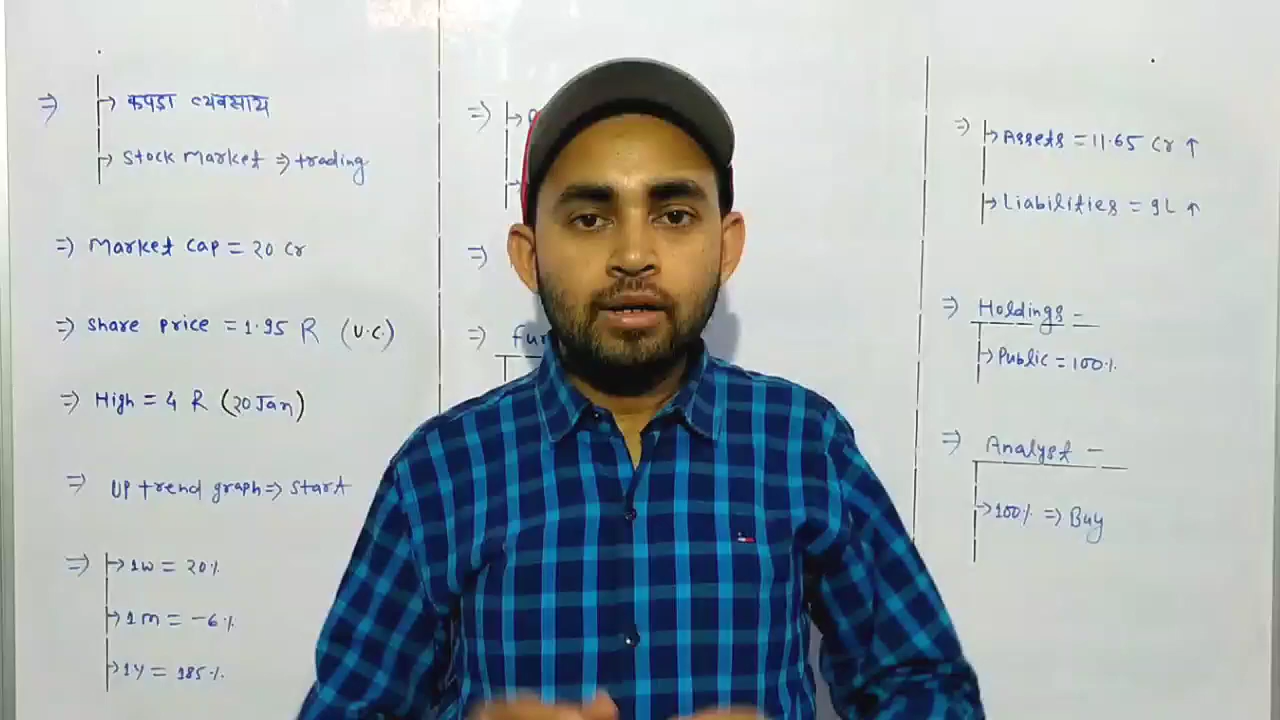 ⇒ → कपड़ा व्यवसाय
→ Stock Market ⇒ trading
⇒ Market Cap = 20 Cr
⇒ Share price = 1.95 R (U.C.)
⇒ High = 4 R (20 Jan)
⇒ Up trend graph ⇒ Start
⇒ → 1W = 20%
→ 1m = -6%
→ 1Y = 185%
⇒ →
→
⇒
⇒
⇒ → Assets = 11.65 Cr ↑
→ Liabilities = 9L ↑
⇒ Holdings -
→ Public = 100%
⇒ Analyst -
→ 100% ⇒ Buy